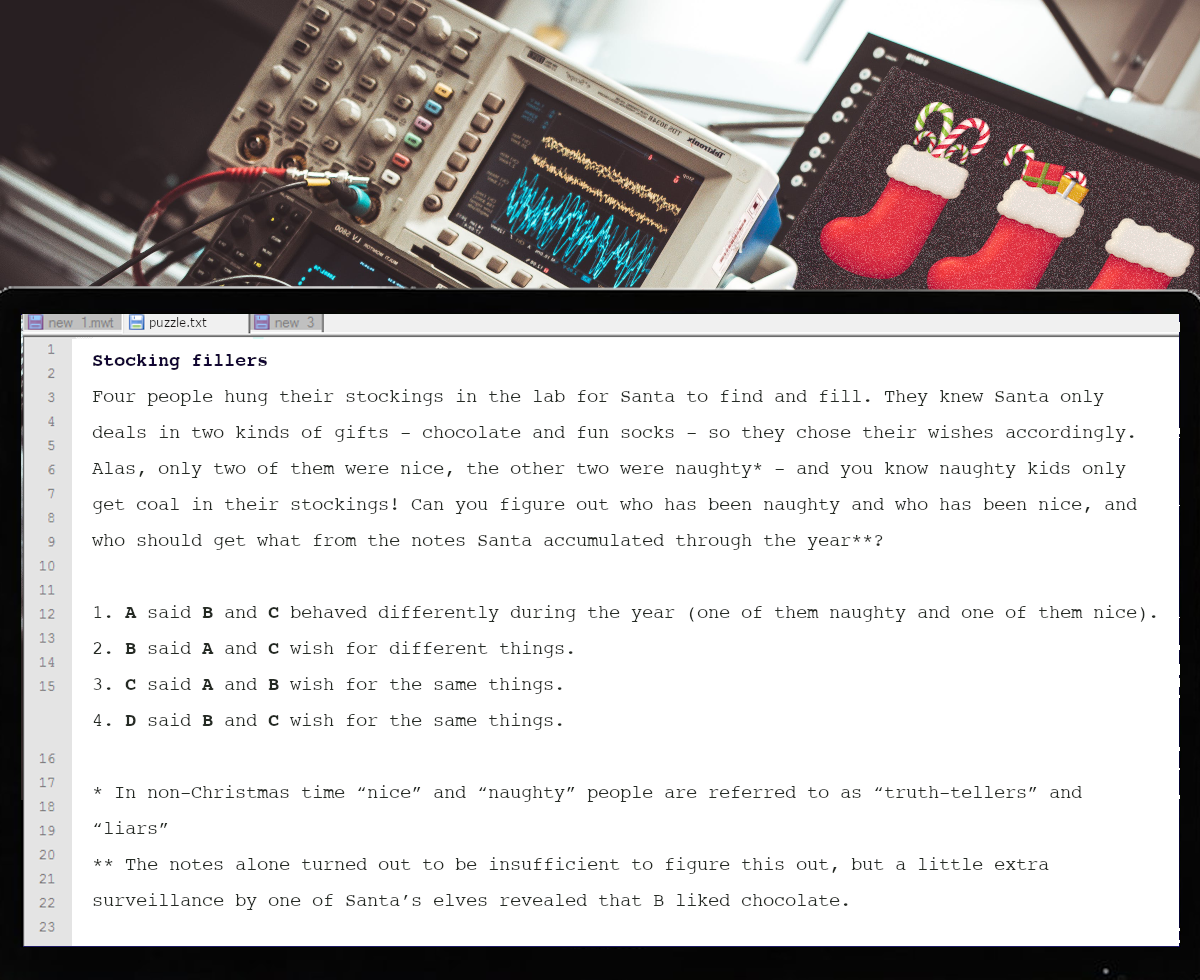 Tektronix
TDS 3034B
new 1.mwt
puzzle.txt
new 3
1
2
3
4
5
6
7
8
9
10
11
12
13
14
15
16
17
18
19
20
21
22
23
Stocking fillers
Four people hung their stockings in the lab for Santa to find and fill. They knew Santa only
deals in two kinds of gifts – chocolate and fun socks – so they chose their wishes accordingly.
Alas, only two of them were nice, the other two were naughty* – and you know naughty kids only
get coal in their stockings! Can you figure out who has been naughty and who has been nice, and
who should get what from the notes Santa accumulated through the year**?
1. A said B and C behaved differently during the year (one of them naughty and one of them nice).
2. B said A and C wish for different things.
3. C said A and B wish for the same things.
4. D said B and C wish for the same things.
* In non-Christmas time “nice” and “naughty” people are referred to as “truth-tellers” and
“liars”
** The notes alone turned out to be insufficient to figure this out, but a little extra
surveillance by one of Santa’s elves revealed that B liked chocolate.